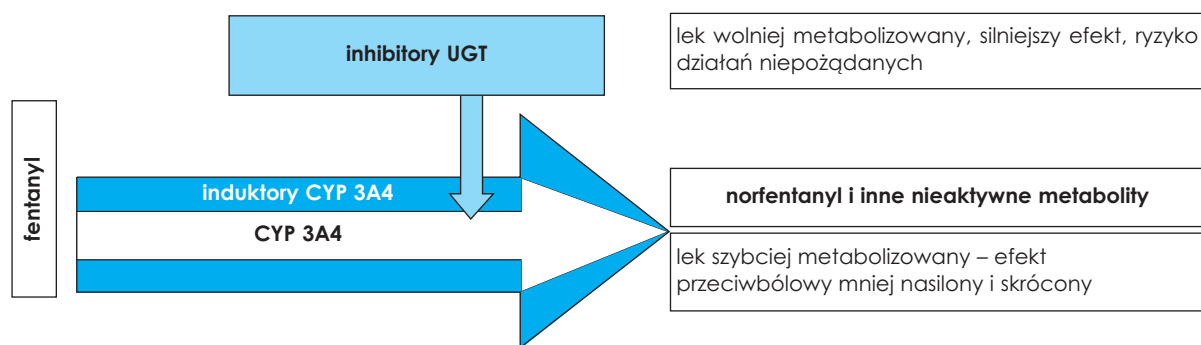 inhibitory UGT
lek wolniej metabolizowany, silniejszy efekt, ryzyko
działań niepożądanych
fentanyl
induktory CYP 3A4
CYP 3A4
norfentanyl i inne nieaktywne metabolity
lek szybciej metabolizowany – efekt
przeciwbólowy mniej nasilony i skrócony